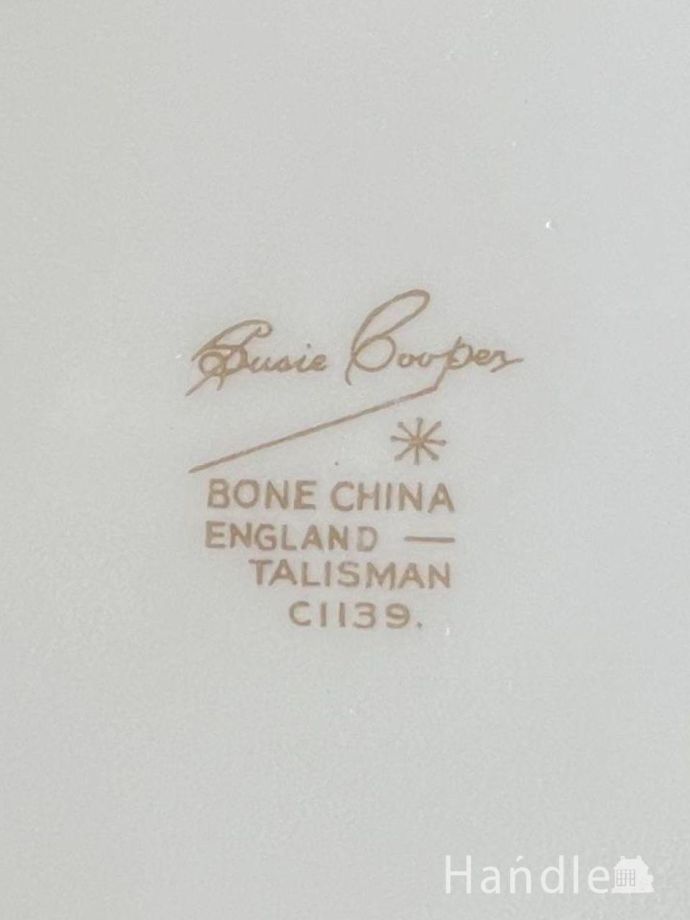 Susie Cooper
BONE CHINA
ENGLAND —
TALISMAN
C1139.
Handle